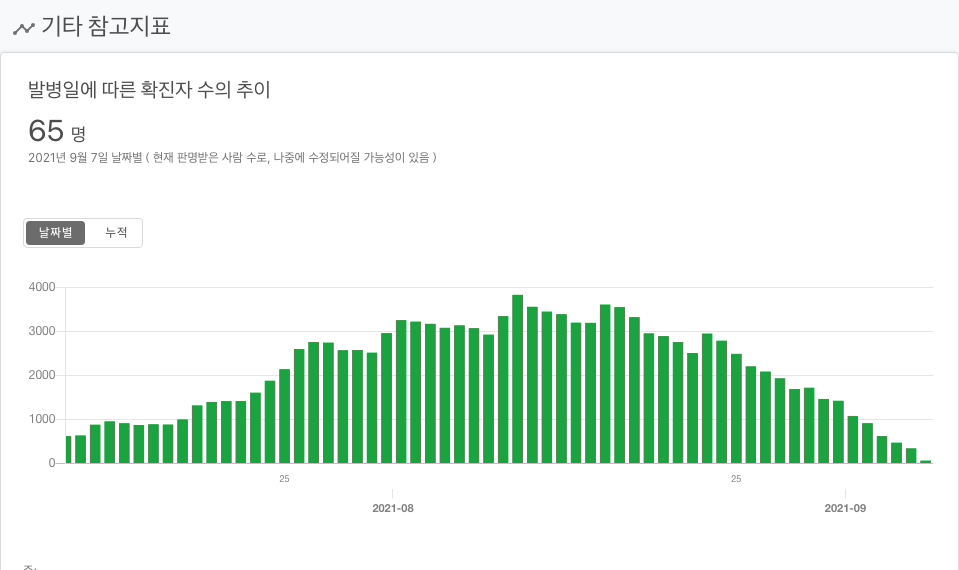 기타 참고지표
발병일에 따른 확진자 수의 추이
65 명
2021년 9월 7일 날짜별 ( 현재 판명받은 사람 수로, 나중에 수정되어질 가능성이 있음 )
날짜별 누적
4000
3000
2000
1000
0
25 25
2021-08 2021-09